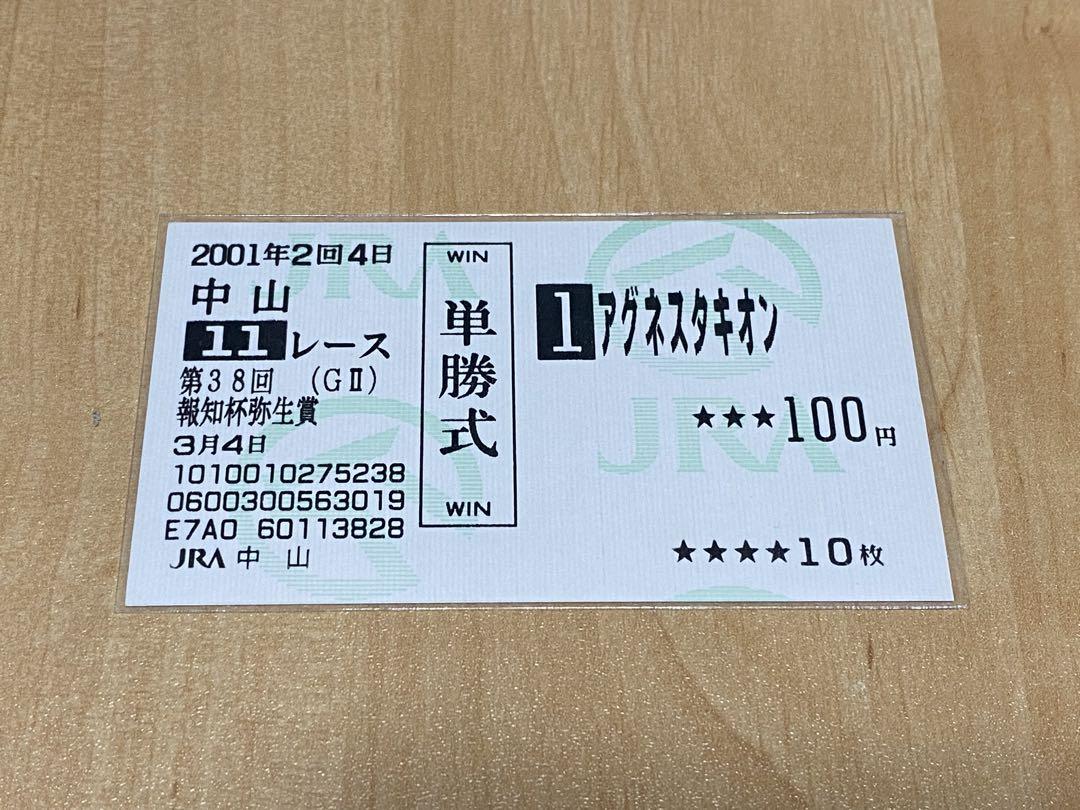 2001年2回4日
中山
11レース
第38回 (GⅡ)
報知杯弥生賞
3月4日
1010010275238
0600300563019
E7A0 60113828
JRA 中 山
WIN
単勝式
WIN
1アグネスタキオン
★★★100円
★★★★10枚
JRA
JRA